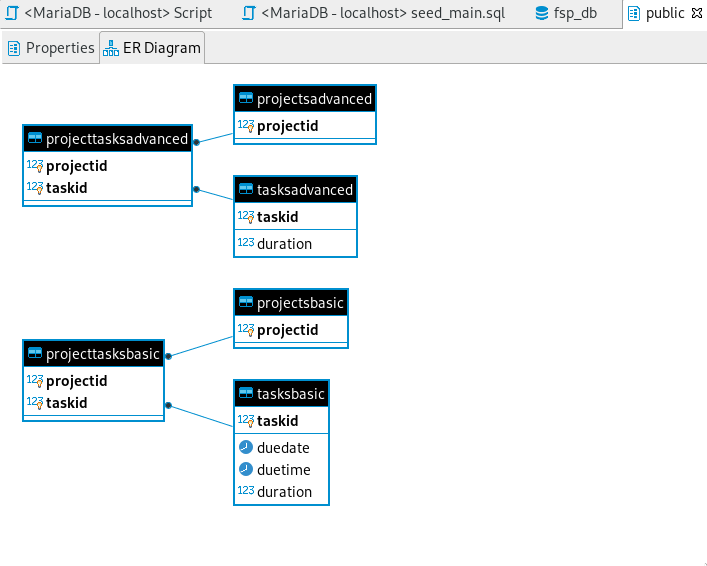 <MariaDB - localhost> Script
<MariaDB - localhost> seed_main.sql
fsp_db
public
Properties
ER Diagram
projecttasksadvanced
123 projectid
123 taskid
projectsadvanced
123 projectid
tasksadvanced
123 taskid
123 duration
projecttasksbasic
123 projectid
123 taskid
projectsbasic
123 projectid
tasksbasic
123 taskid
duedate
duetime
123 duration